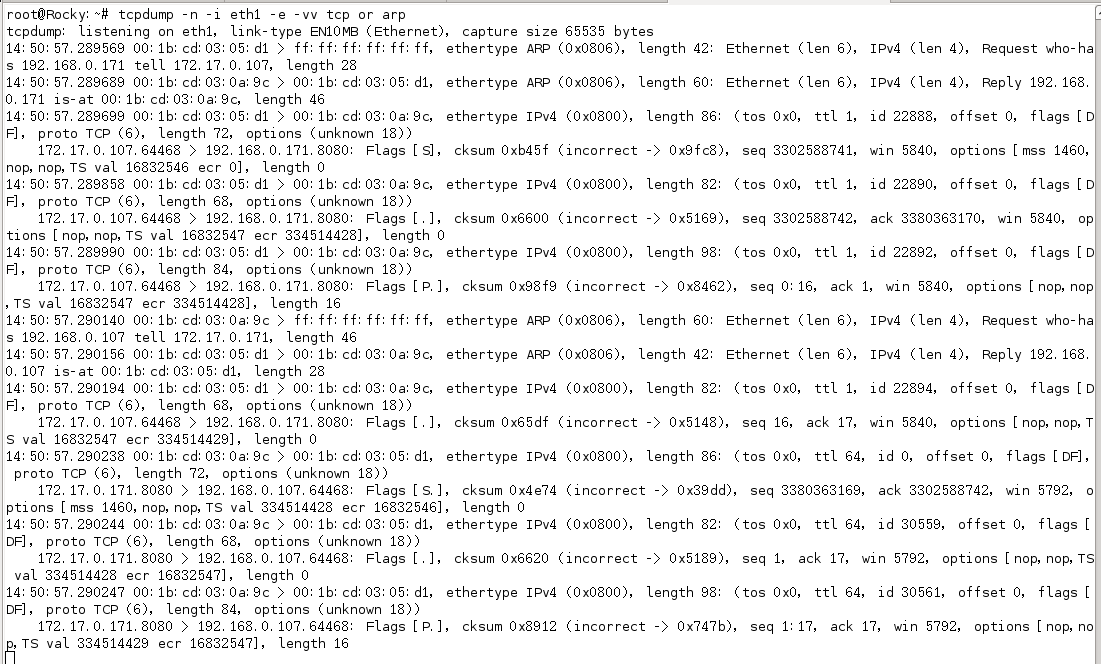 root@Rocky:~# tcpdump -n -i eth1 -e -vv tcp or arp
tcpdump: listening on eth1, link-type EN10MB (Ethernet), capture size 65535 bytes
14:50:57.289569 00:1b:cd:03:05:d1 > ff:ff:ff:ff:ff:ff, ethertype ARP (0x0806), length 42: Ethernet (len 6), IPv4 (len 4), Request who-ha
s 192.168.0.171 tell 172.17.0.107, length 28
14:50:57.289689 00:1b:cd:03:0a:9c > 00:1b:cd:03:05:d1, ethertype ARP (0x0806), length 60: Ethernet (len 6), IPv4 (len 4), Reply 192.168.
0.171 is-at 00:1b:cd:03:0a:9c, length 46
14:50:57.289699 00:1b:cd:03:05:d1 > 00:1b:cd:03:0a:9c, ethertype IPv4 (0x0800), length 86: (tos 0x0, ttl 1, id 22888, offset 0, flags [D
F], proto TCP (6), length 72, options (unknown 18))
172.17.0.107.64468 > 192.168.0.171.8080: Flags [S], cksum 0xb45f (incorrect -> 0x9fc8), seq 3302588741, win 5840, options [mss 1460,
nop,nop,TS val 16832546 ecr 0], length 0
14:50:57.289858 00:1b:cd:03:05:d1 > 00:1b:cd:03:0a:9c, ethertype IPv4 (0x0800), length 82: (tos 0x0, ttl 1, id 22890, offset 0, flags [D
F], proto TCP (6), length 68, options (unknown 18))
172.17.0.107.64468 > 192.168.0.171.8080: Flags [.], cksum 0x6600 (incorrect -> 0x5169), seq 3302588742, ack 3380363170, win 5840, op
tions [nop,nop,TS val 16832547 ecr 334514428], length 0
14:50:57.289990 00:1b:cd:03:05:d1 > 00:1b:cd:03:0a:9c, ethertype IPv4 (0x0800), length 98: (tos 0x0, ttl 1, id 22892, offset 0, flags [D
F], proto TCP (6), length 84, options (unknown 18))
172.17.0.107.64468 > 192.168.0.171.8080: Flags [P.], cksum 0x98f9 (incorrect -> 0x8462), seq 0:16, ack 1, win 5840, options [nop,nop
,TS val 16832547 ecr 334514428], length 16
14:50:57.290140 00:1b:cd:03:0a:9c > ff:ff:ff:ff:ff:ff, ethertype ARP (0x0806), length 60: Ethernet (len 6), IPv4 (len 4), Request who-ha
s 192.168.0.107 tell 172.17.0.171, length 46
14:50:57.290156 00:1b:cd:03:05:d1 > 00:1b:cd:03:0a:9c, ethertype ARP (0x0806), length 42: Ethernet (len 6), IPv4 (len 4), Reply 192.168.
0.107 is-at 00:1b:cd:03:05:d1, length 28
14:50:57.290194 00:1b:cd:03:05:d1 > 00:1b:cd:03:0a:9c, ethertype IPv4 (0x0800), length 82: (tos 0x0, ttl 1, id 22894, offset 0, flags [D
F], proto TCP (6), length 68, options (unknown 18))
172.17.0.107.64468 > 192.168.0.171.8080: Flags [.], cksum 0x65df (incorrect -> 0x5148), seq 16, ack 17, win 5840, options [nop,nop,T
S val 16832547 ecr 334514429], length 0
14:50:57.290238 00:1b:cd:03:0a:9c > 00:1b:cd:03:05:d1, ethertype IPv4 (0x0800), length 86: (tos 0x0, ttl 64, id 0, offset 0, flags [DF],
proto TCP (6), length 72, options (unknown 18))
172.17.0.171.8080 > 192.168.0.107.64468: Flags [S.], cksum 0x4e74 (incorrect -> 0x39dd), seq 3380363169, ack 3302588742, win 5792, o
ptions [mss 1460,nop,nop,TS val 334514428 ecr 16832546], length 0
14:50:57.290244 00:1b:cd:03:0a:9c > 00:1b:cd:03:05:d1, ethertype IPv4 (0x0800), length 82: (tos 0x0, ttl 64, id 30559, offset 0, flags [
DF], proto TCP (6), length 68, options (unknown 18))
172.17.0.171.8080 > 192.168.0.107.64468: Flags [.], cksum 0x6620 (incorrect -> 0x5189), seq 1, ack 17, win 5792, options [nop,nop,TS
val 334514428 ecr 16832547], length 0
14:50:57.290247 00:1b:cd:03:0a:9c > 00:1b:cd:03:05:d1, ethertype IPv4 (0x0800), length 98: (tos 0x0, ttl 64, id 30561, offset 0, flags [
DF], proto TCP (6), length 84, options (unknown 18))
172.17.0.171.8080 > 192.168.0.107.64468: Flags [P.], cksum 0x8912 (incorrect -> 0x747b), seq 1:17, ack 17, win 5792, options [nop,no
p,TS val 334514429 ecr 16832547], length 16